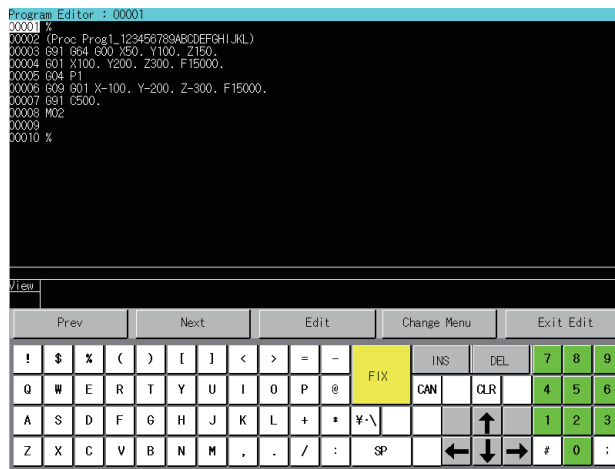 Program Editor : 00001
00001 %
00002 (Proc Prog1_123456789ABCDEFGHIJKL)
00003 G91 G64 G00 X50. Y100. Z150.
00004 G01 X100. Y200. Z300. F15000.
00005 G04 P1
00006 G09 G01 X-100. Y-200. Z-300. F15000.
00007 G91 C500.
00008 M02
00009
00010 %
View
Prev Next Edit Change Menu Exit Edit
! $ % ( ) [ ] < > = - FIX INS DEL 7 8 9
Q W E R T Y U I O P @ CAN CLR 4 5 6
A S D F G H J K L + * ¥·\ ↑ 1 2 3
Z X C V B N M , . / : SP ← ↓ → # 0 ;